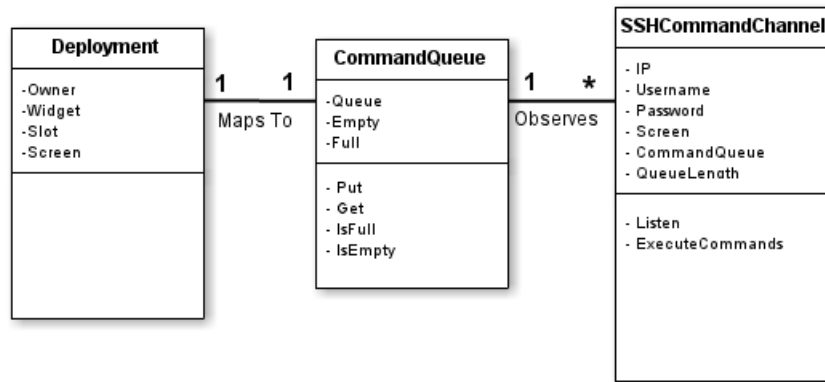 Deployment
-Owner
-Widget
-Slot
-Screen
1 1
Maps To
CommandQueue
-Queue
-Empty
-Full
- Put
- Get
- IsFull
- IsEmpty
1 *
Observes
SSHCommandChannel
- IP
- Username
- Password
- Screen
- CommandQueue
- QueueLength
- Listen
- ExecuteCommands